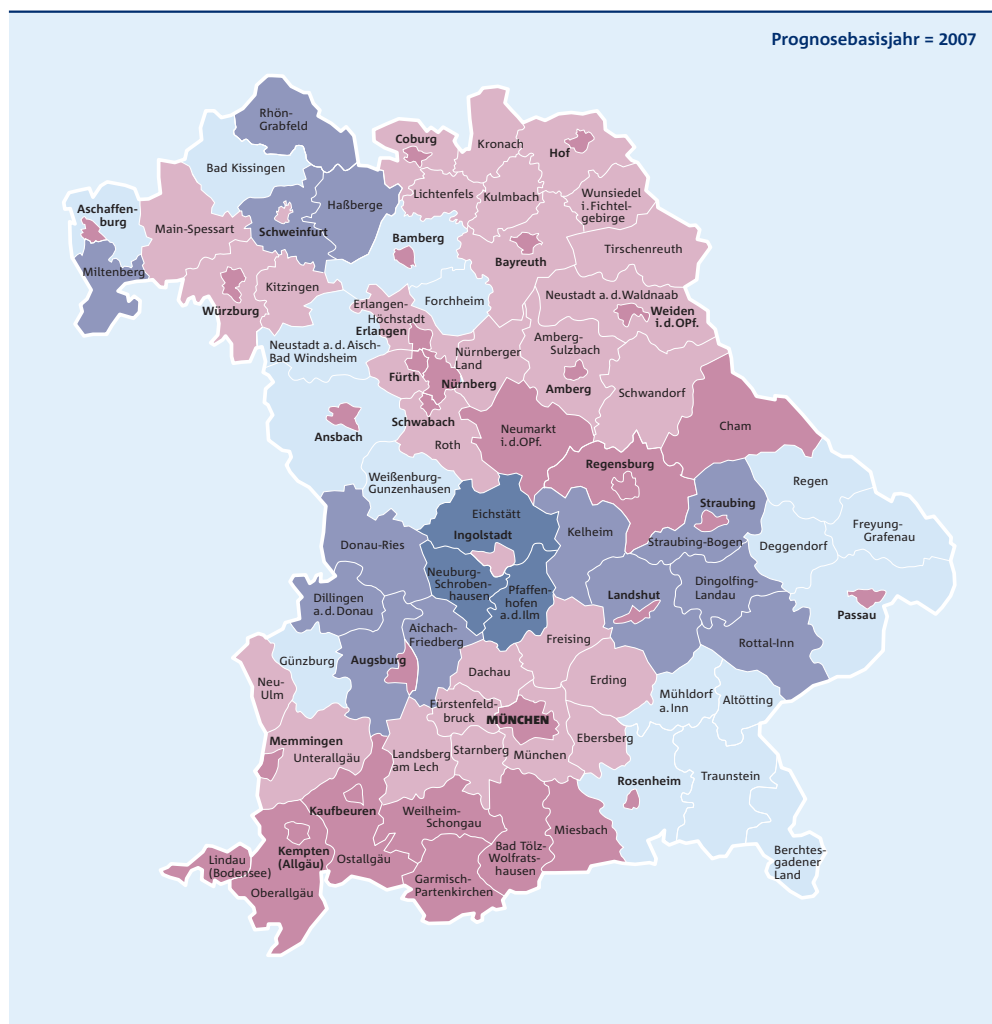 Prognosebasisjahr = 2007
Rhön-
Grabfeld
Bad Kissingen
Coburg
Kronach
Hof
Lichtenfels
Kulmbach
Wunsiedel
i. Fichtel-
gebirge
Aschaffen-
burg
Main-Spessart
Schweinfurt
Haßberge
Bamberg
Bayreuth
Tirschenreuth
Miltenberg
Würzburg
Kitzingen
Erlangen-
Höchstadt
Forchheim
Neustadt a. d. Waldnaab
Weiden
i. d. OPf.
Erlangen
Neustadt a. d. Aisch-
Bad Windsheim
Nürnberger
Land
Amberg-
Sulzbach
Fürth
Nürnberg
Amberg
Schwandorf
Ansbach
Schwabach
Roth
Neumarkt
i. d. OPf.
Cham
Regensburg
Weißenburg-
Gunzenhausen
Regen
Eichstätt
Ingolstadt
Kelheim
Straubing
Straubing-Bogen
Freyung-
Grafenau
Deggendorf
Donau-Ries
Neuburg-
Schroben-
hausen
Pfaffen-
hofen
a. d. Ilm
Landshut
Dingolfing-
Landau
Passau
Dillingen
a. d. Donau
Aichach-
Friedberg
Rottal-Inn
Günzburg
Augsburg
Freising
Neu-
Ulm
Dachau
Erding
Mühldorf
a. Inn
Altötting
Fürstenfeld-
bruck
MÜNCHEN
Memmingen
Unterallgäu
Landsberg
am Lech
Starnberg
München
Ebersberg
Rosenheim
Traunstein
Kaufbeuren
Weilheim-
Schongau
Miesbach
Kempten
(Allgäu)
Ostallgäu
Bad Tölz-
Wolfrats-
hausen
Berchtes-
gadener
Land
Lindau
(Bodensee)
Oberallgäu
Garmisch-
Partenkirchen